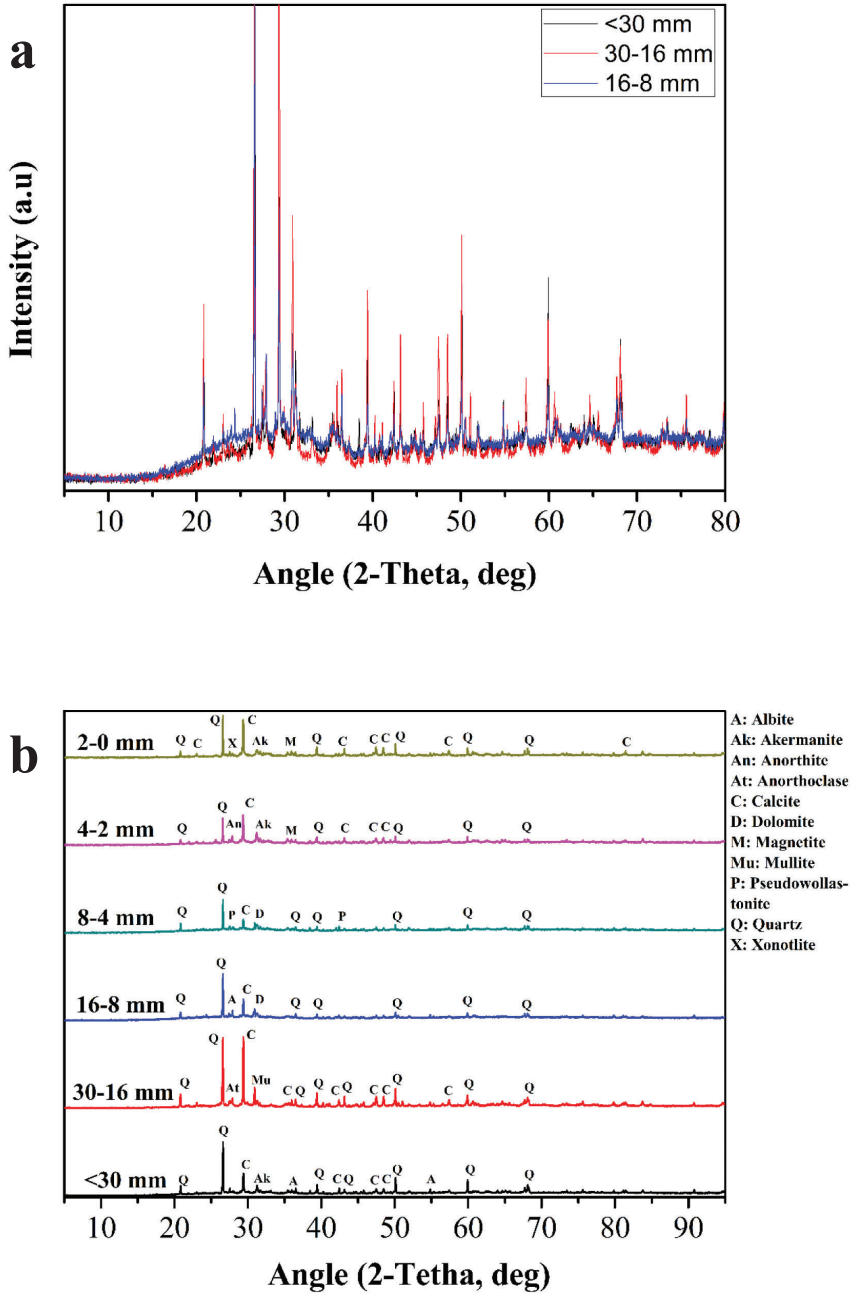 a
<30 mm
30-16 mm
16-8 mm
Intensity (a.u)
10 20 30 40 50 60 70 80
Angle (2-Theta, deg)
b
2-0 mm
Q C Q X C Ak M Q C C C Q C Q Q C
4-2 mm
Q Q An C Ak M Q C C C Q Q Q
8-4 mm
Q Q P C D Q Q P Q Q Q
16-8 mm
Q Q A C D Q Q Q Q Q
30-16 mm
Q Q At C Mu C Q Q C Q C C Q C Q Q
<30 mm
Q Q C Ak A Q C Q C C Q A Q Q
10 20 30 40 50 60 70 80 90
Angle (2-Tetha, deg)
A: Albite
Ak: Akermanite
An: Anorthite
At: Anorthoclase
C: Calcite
D: Dolomite
M: Magnetite
Mu: Mullite
P: Pseudowollas-
tonite
Q: Quartz
X: Xonotlite